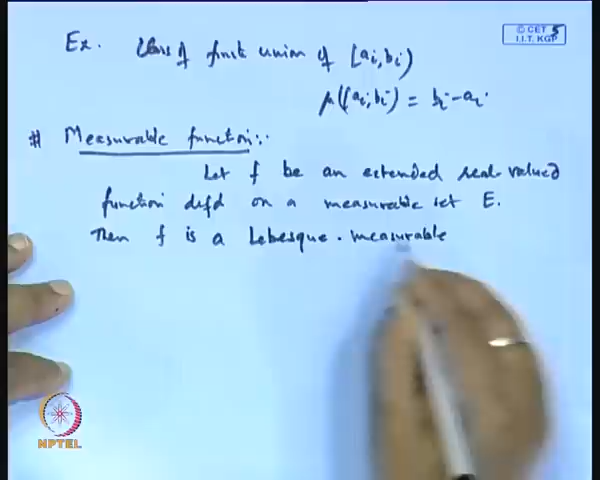 Ex. Class of finite union of [ai, bi)
© CET 5
I.I.T. KGP
μ([ai, bi) = bi - ai
# Measurable function:
Let f be an extended real-valued
function defd on a measurable set E.
Then f is a Lebesgue. measurable
NPTEL